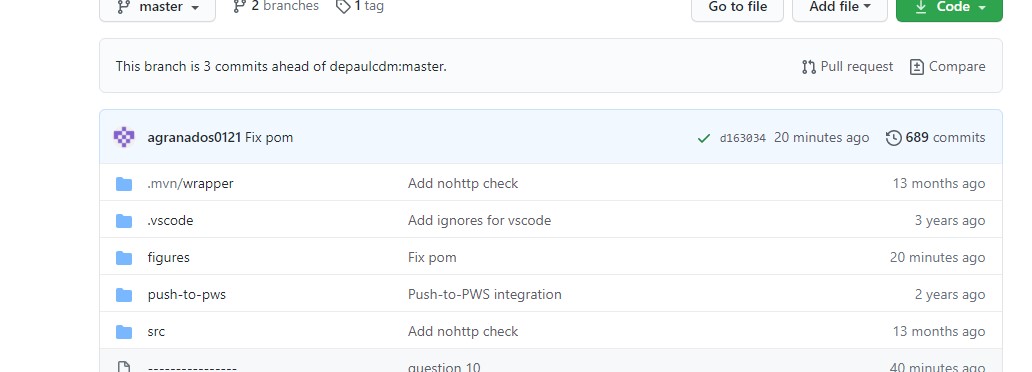 master 2 branches 1 tag Go to file Add file Code
This branch is 3 commits ahead of depaulcdm:master. Pull request Compare
agranados0121 Fix pom d163034 20 minutes ago 689 commits
.mvn/wrapper Add nohttp check 13 months ago
.vscode Add ignores for vscode 3 years ago
figures Fix pom 20 minutes ago
push-to-pws Push-to-PWS integration 2 years ago
src Add nohttp check 13 months ago
question 10 40 minutes ago